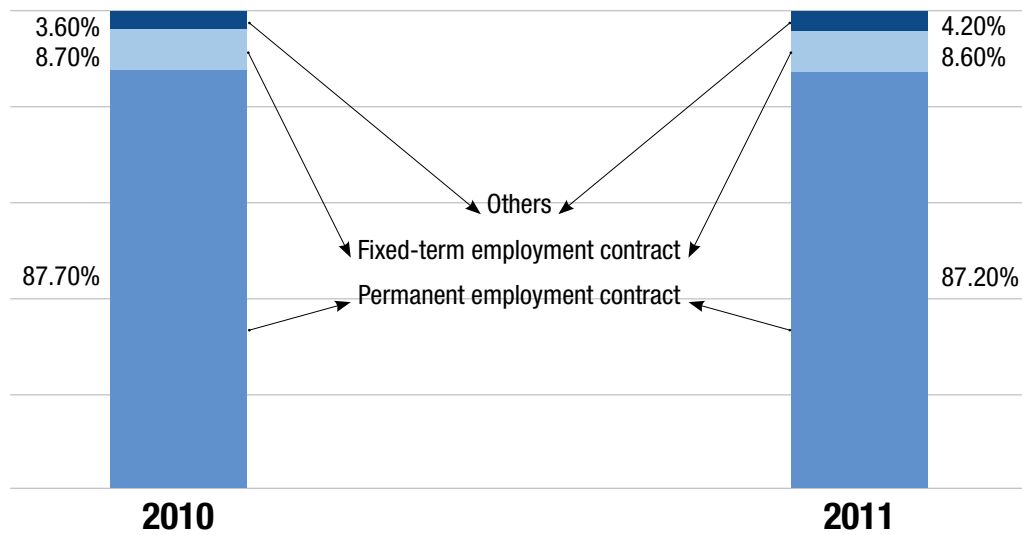 3.60%
8.70%
87.70%
Others
Fixed-term employment contract
Permanent employment contract
4.20%
8.60%
87.20%
2010
2011